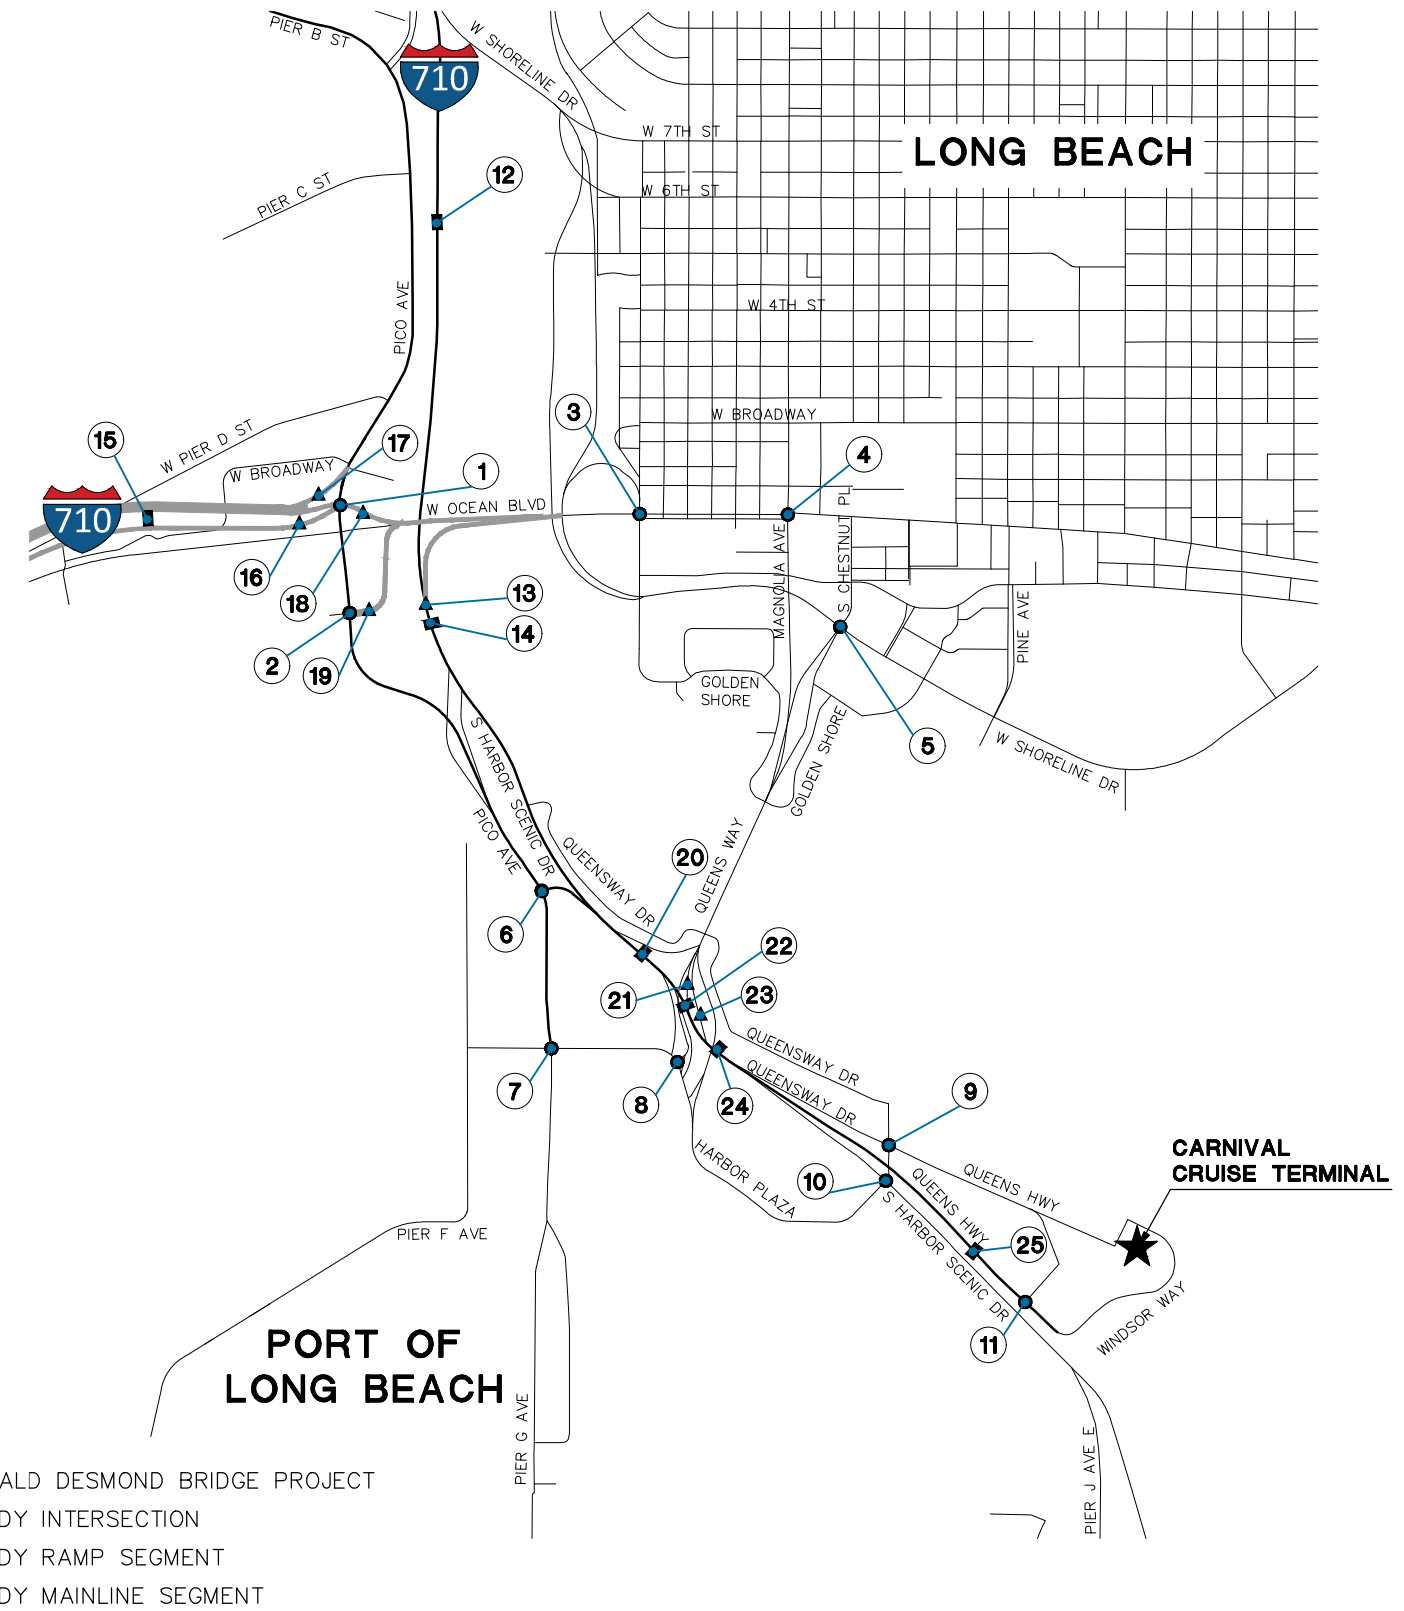 PIER B ST
710
W SHORELINE DR
W 7TH ST
LONG BEACH
12
PIER C ST
W 6TH ST
PICO AVE
W 4TH ST
3
W BROADWAY
15
17
4
W PIER D ST
W BROADWAY
1
710
W OCEAN BLVD
S CHESTNUT PL
MAGNOLIA AVE
16
18
13
14
PINE AVE
2
19
GOLDEN
SHORE
5
S HARBOR SCENIC DR
GOLDEN SHORE
W SHORELINE DR
PICO AVE
QUEENSWAY DR
20
QUEENS WAY
6
22
21
23
QUEENSWAY DR
QUEENSWAY DR
7
8
24
9
HARBOR PLAZA
10
QUEENS HWY
CARNIVAL
CRUISE TERMINAL
QUEENS HWY
S HARBOR SCENIC DR
25
PIER F AVE
11
WINDSOR WAY
PORT OF
LONG BEACH
PIER G AVE
PIER J AVE E
ALD DESMOND BRIDGE PROJECT
DY INTERSECTION
DY RAMP SEGMENT
DY MAINLINE SEGMENT